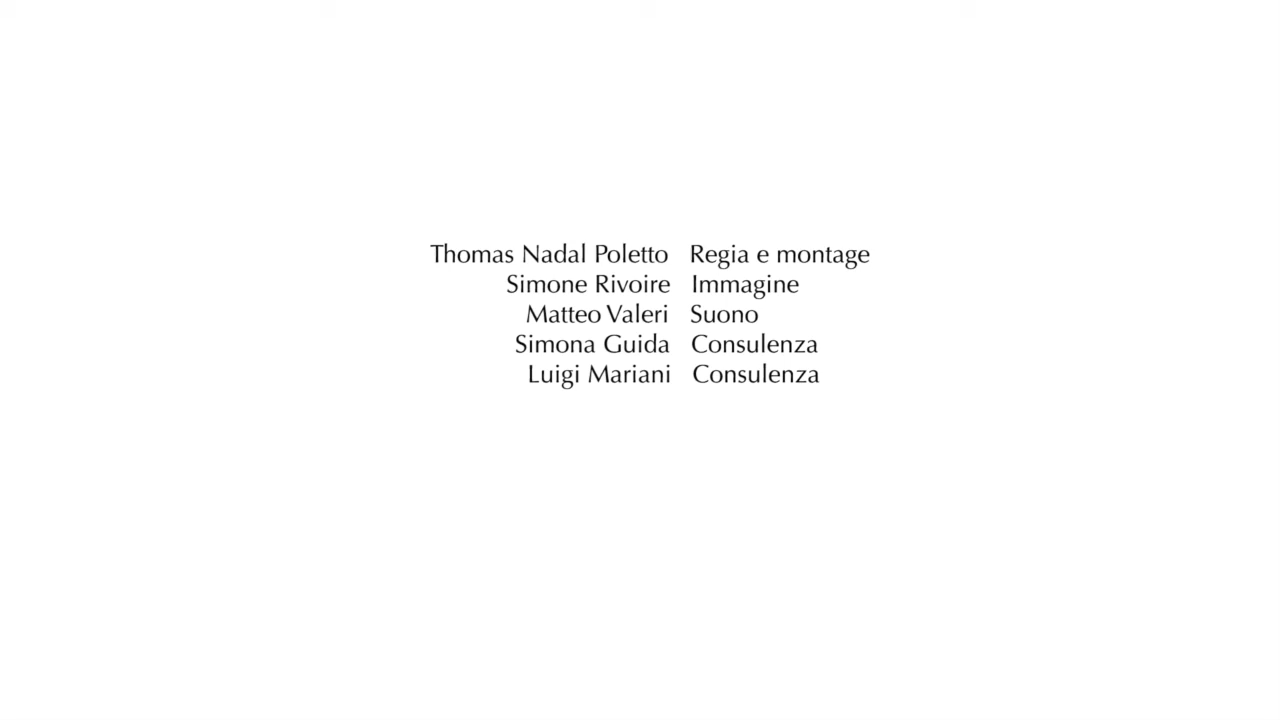 Thomas Nadal Poletto Regia e montage
Simone Rivoire Immagine
Matteo Valeri Suono
Simona Guida Consulenza
Luigi Mariani Consulenza